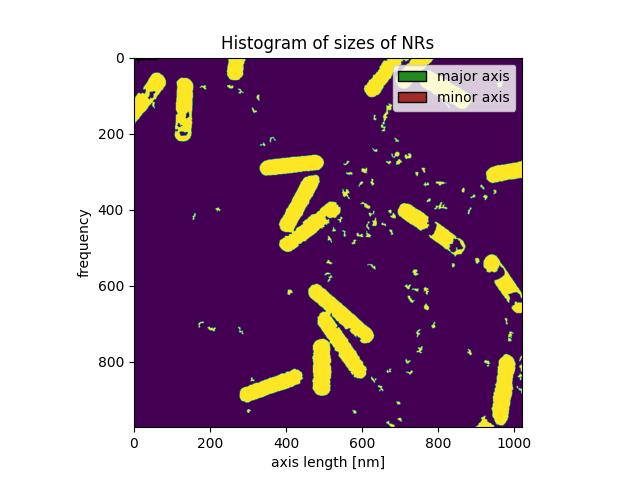 Histogram of sizes of NRs
major axis
minor axis
0
200
400
600
800
frequency
0 200 400 600 800 1000
axis length [nm]